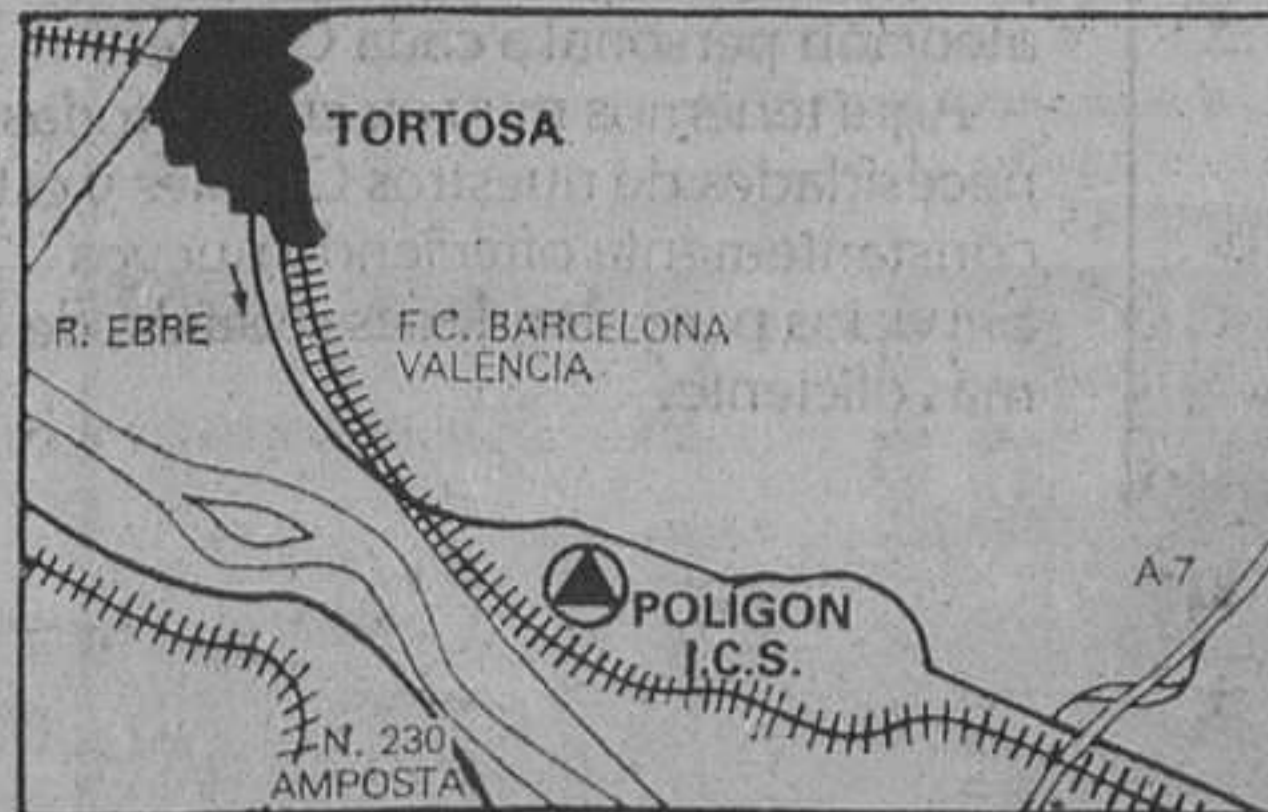 TORTOSA
R. EBRE
F.C. BARCELONA
VALENCIA
A-7
POLIGON
I.C.S.
N. 230
AMPOSTA